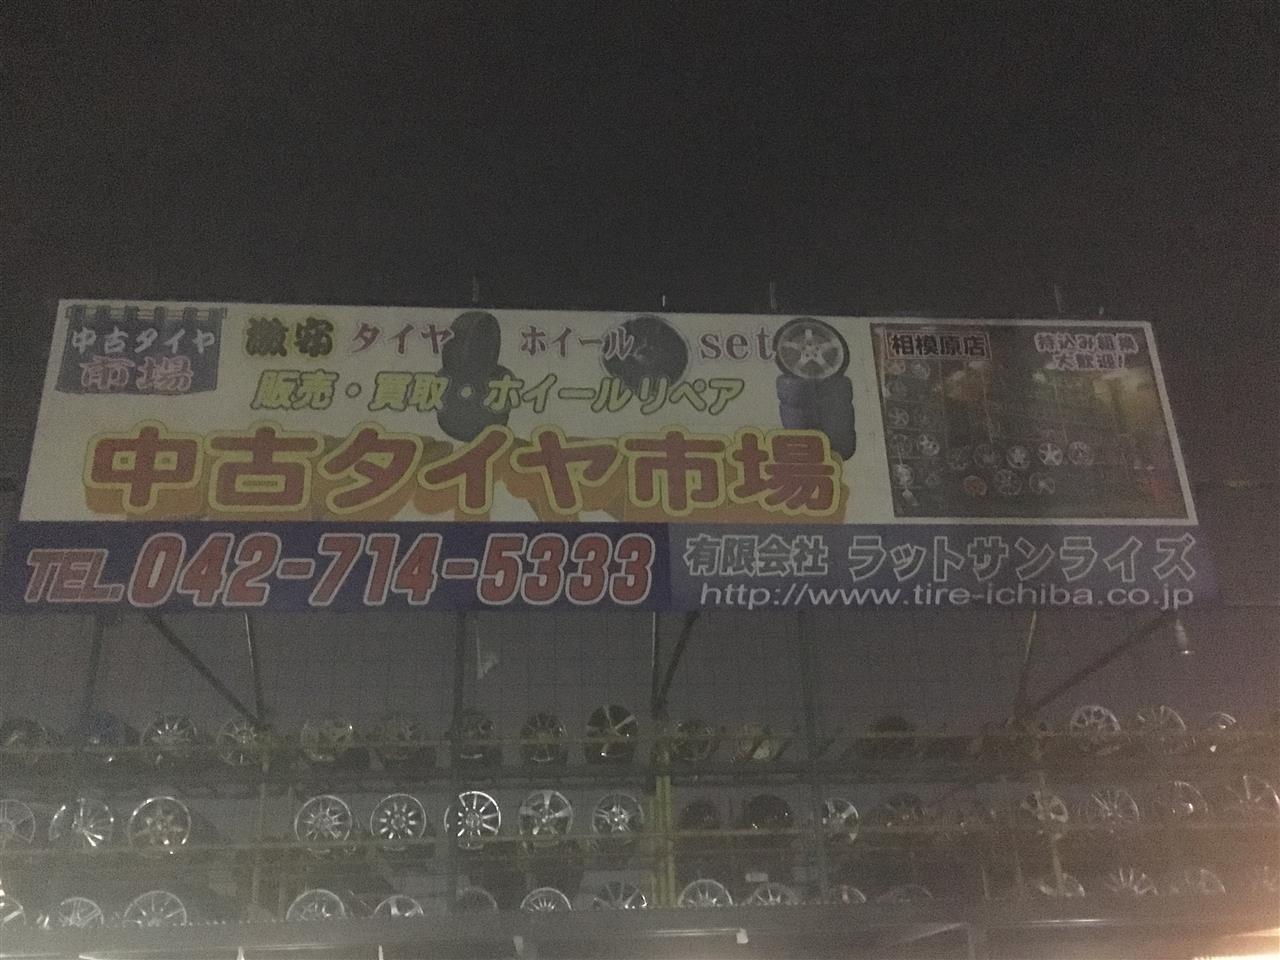 中古タイヤ
市場
激安 タイヤ ホイール set
販売・買取・ホイールリペア
中古タイヤ市場
相模原店
持込み組換
大歓迎!
TEL.042-714-5333
有限会社 ラットサンライズ
http://www.tire-ichiba.co.jp